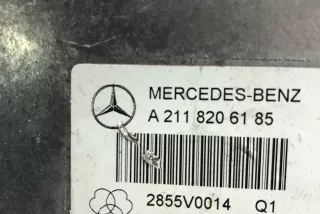 MERCEDES-BENZ
A 211 820 61 85
2855V0014 Q1